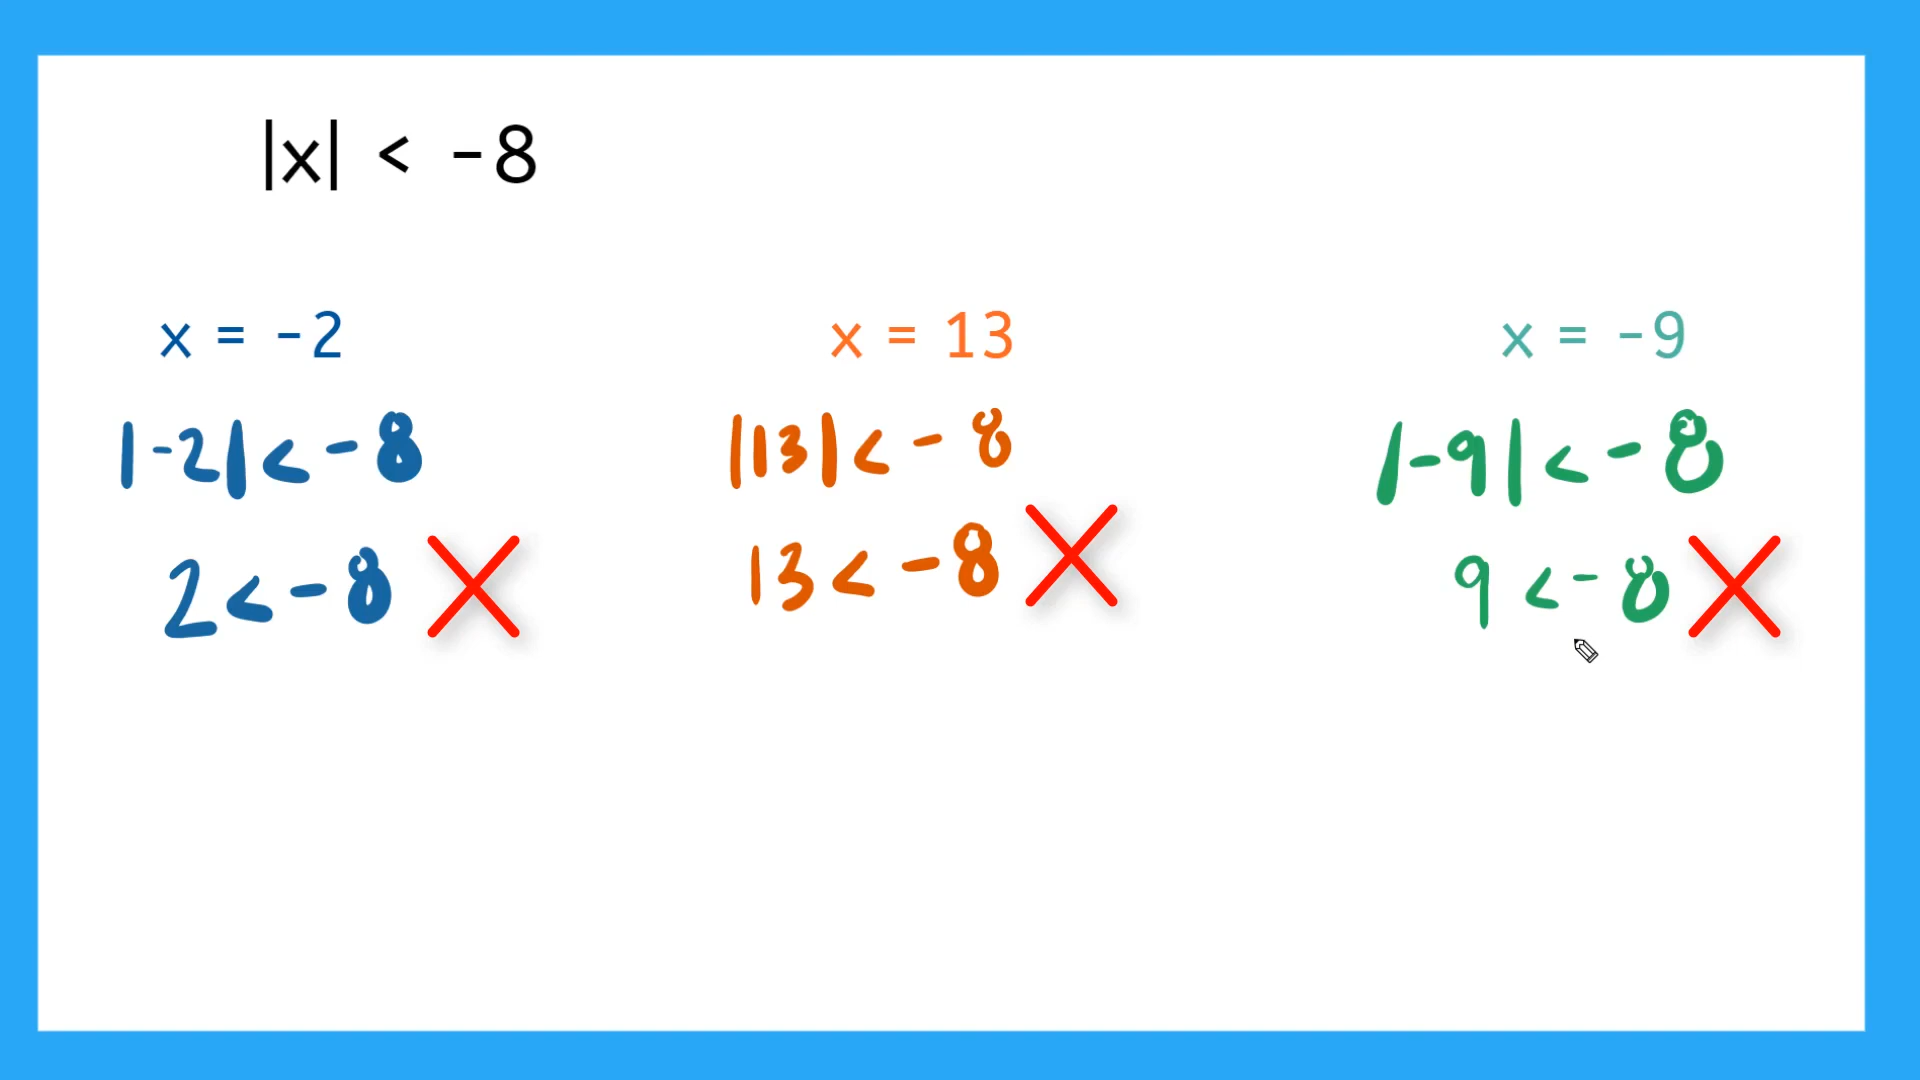 |x| < -8
x = -2
|-2| < -8
2 < -8
x = 13
|13| < -8
13 < -8
x = -9
|-9| < -8
9 < -8